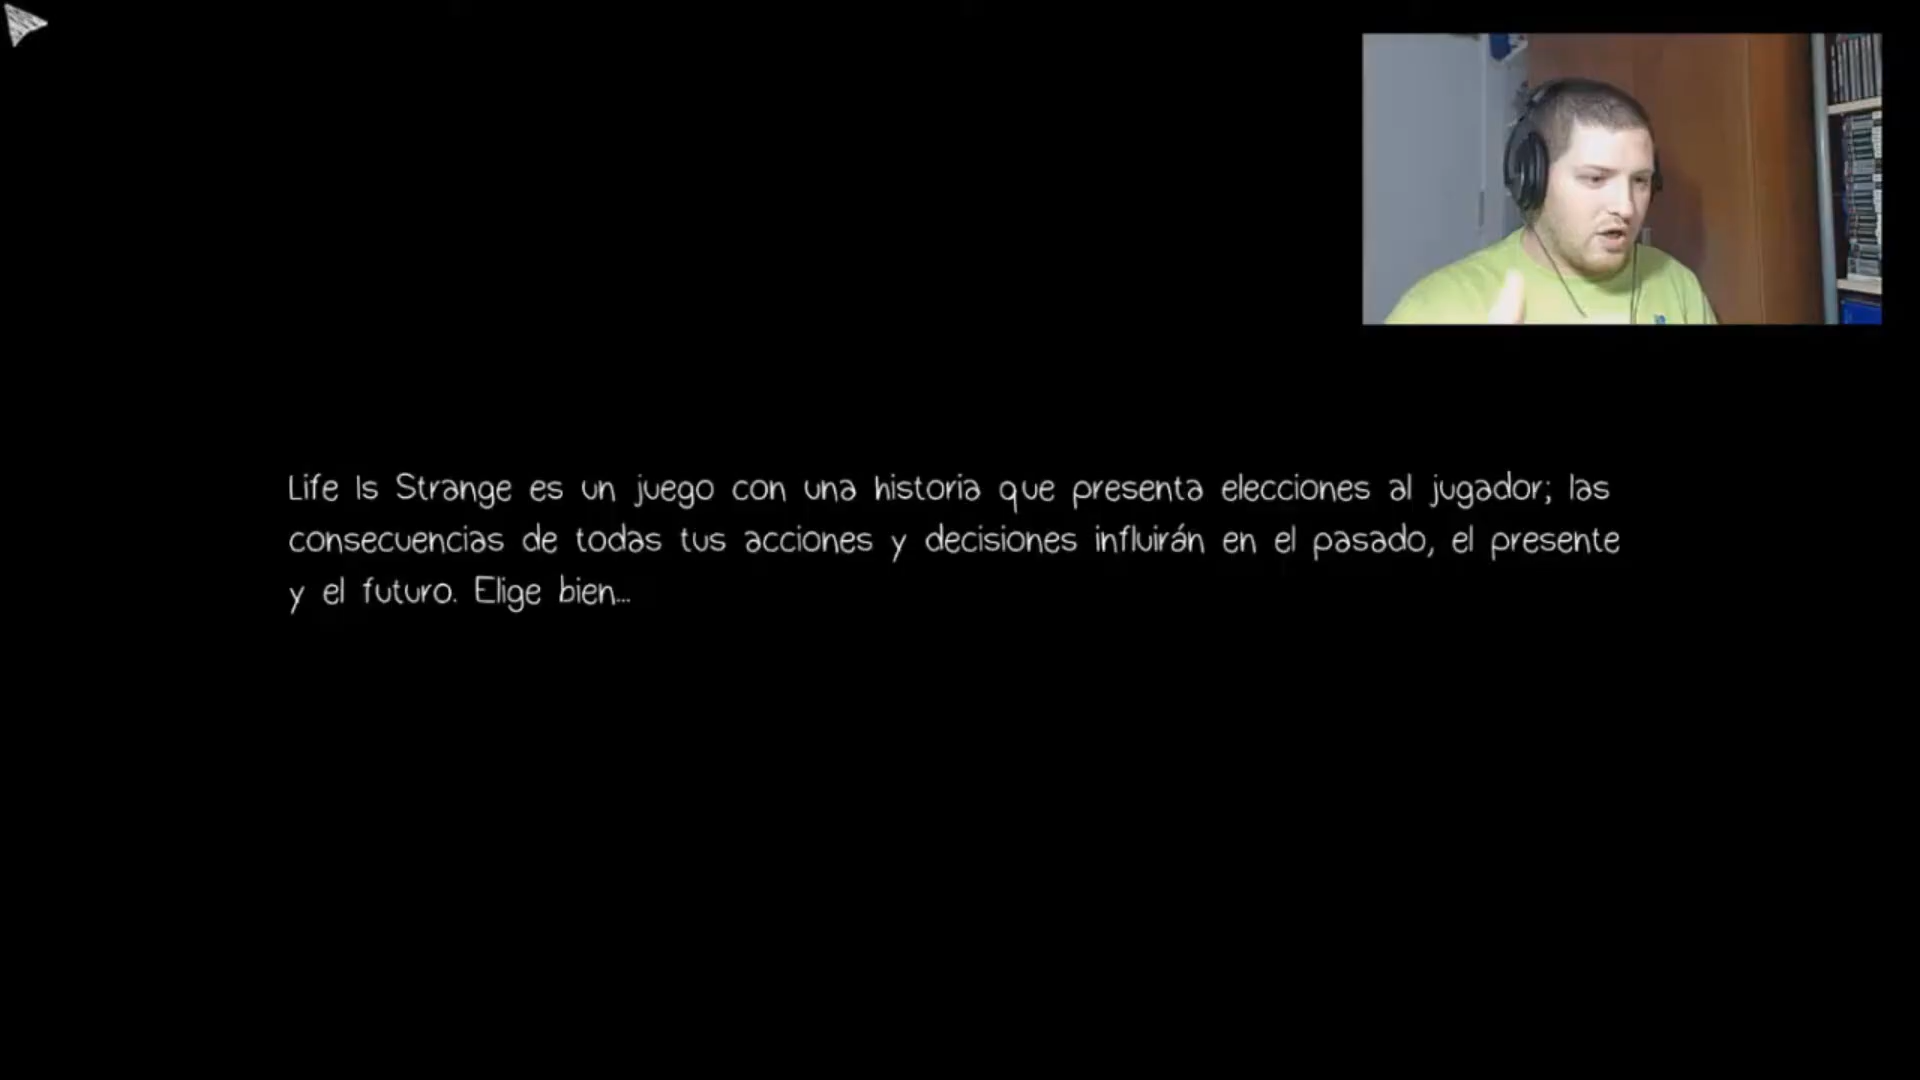 Life Is Strange es un juego con una historia que presenta elecciones al jugador; las
consecuencias de todas tus acciones y decisiones influirán en el pasado, el presente
y el futuro. Elige bien...